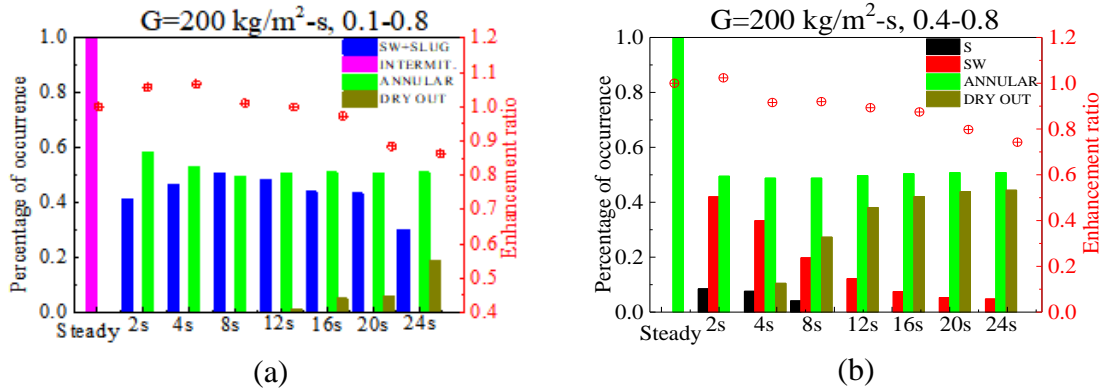 G=200 kg/m²-s, 0.1-0.8
Percentage of occurrence
1.0
0.8
0.6
0.4
0.2
0.0
SW+SLUG
INTERMIT.
ANNULAR
DRY OUT
1.2
1.1
1.0
0.9
0.8
0.7
0.6
0.5
0.4
Enhancement ratio
Steady 2s 4s 8s 12s 16s 20s 24s
(a)
G=200 kg/m²-s, 0.4-0.8
Percentage of occurrence
1.0
0.8
0.6
0.4
0.2
0.0
S
SW
ANNULAR
DRY OUT
1.2
1.0
0.8
0.6
0.4
0.2
0.0
Enhancement ratio
Steady 2s 4s 8s 12s 16s 20s 24s
(b)